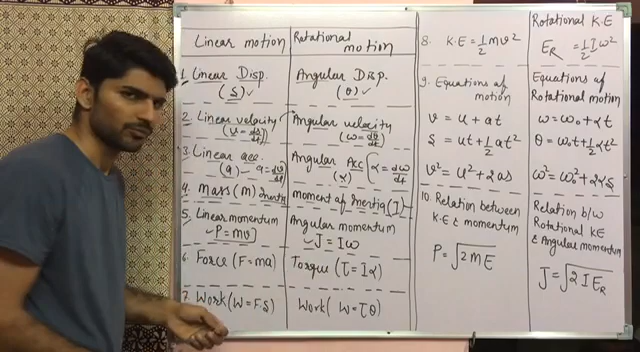 Linear motion
Rotational motion
1. Linear Disp. (S)
Angular Disp. (θ)
2. Linear velocity (v = ds/dt)
Angular velocity (ω = dθ/dt)
3. Linear acc. (a) a = dv/dt
Angular Acc (α) (α = dω/dt
4. Mass (M) Inertia
moment of Inertia (I)
5. Linear momentum P = mv
Angular momentum J = Iω
6. Force (F = ma)
Torque (τ = Iα)
7. Work (W = F.S)
Work ( W = τθ)
8. K.E = 1/2 mv²
Rotational K.E
E_R = 1/2 Iω²
9. Equations of motion
v = u + at
s = ut + 1/2 at²
v² = u² + 2as
Equations of Rotational motion
ω = ω₀ + αt
θ = ω₀t + 1/2 αt²
10. Relation between K.E & momentum
P = √2mE
Relation b/w Rotational KE & Angular momentum
J = √2 I E_R